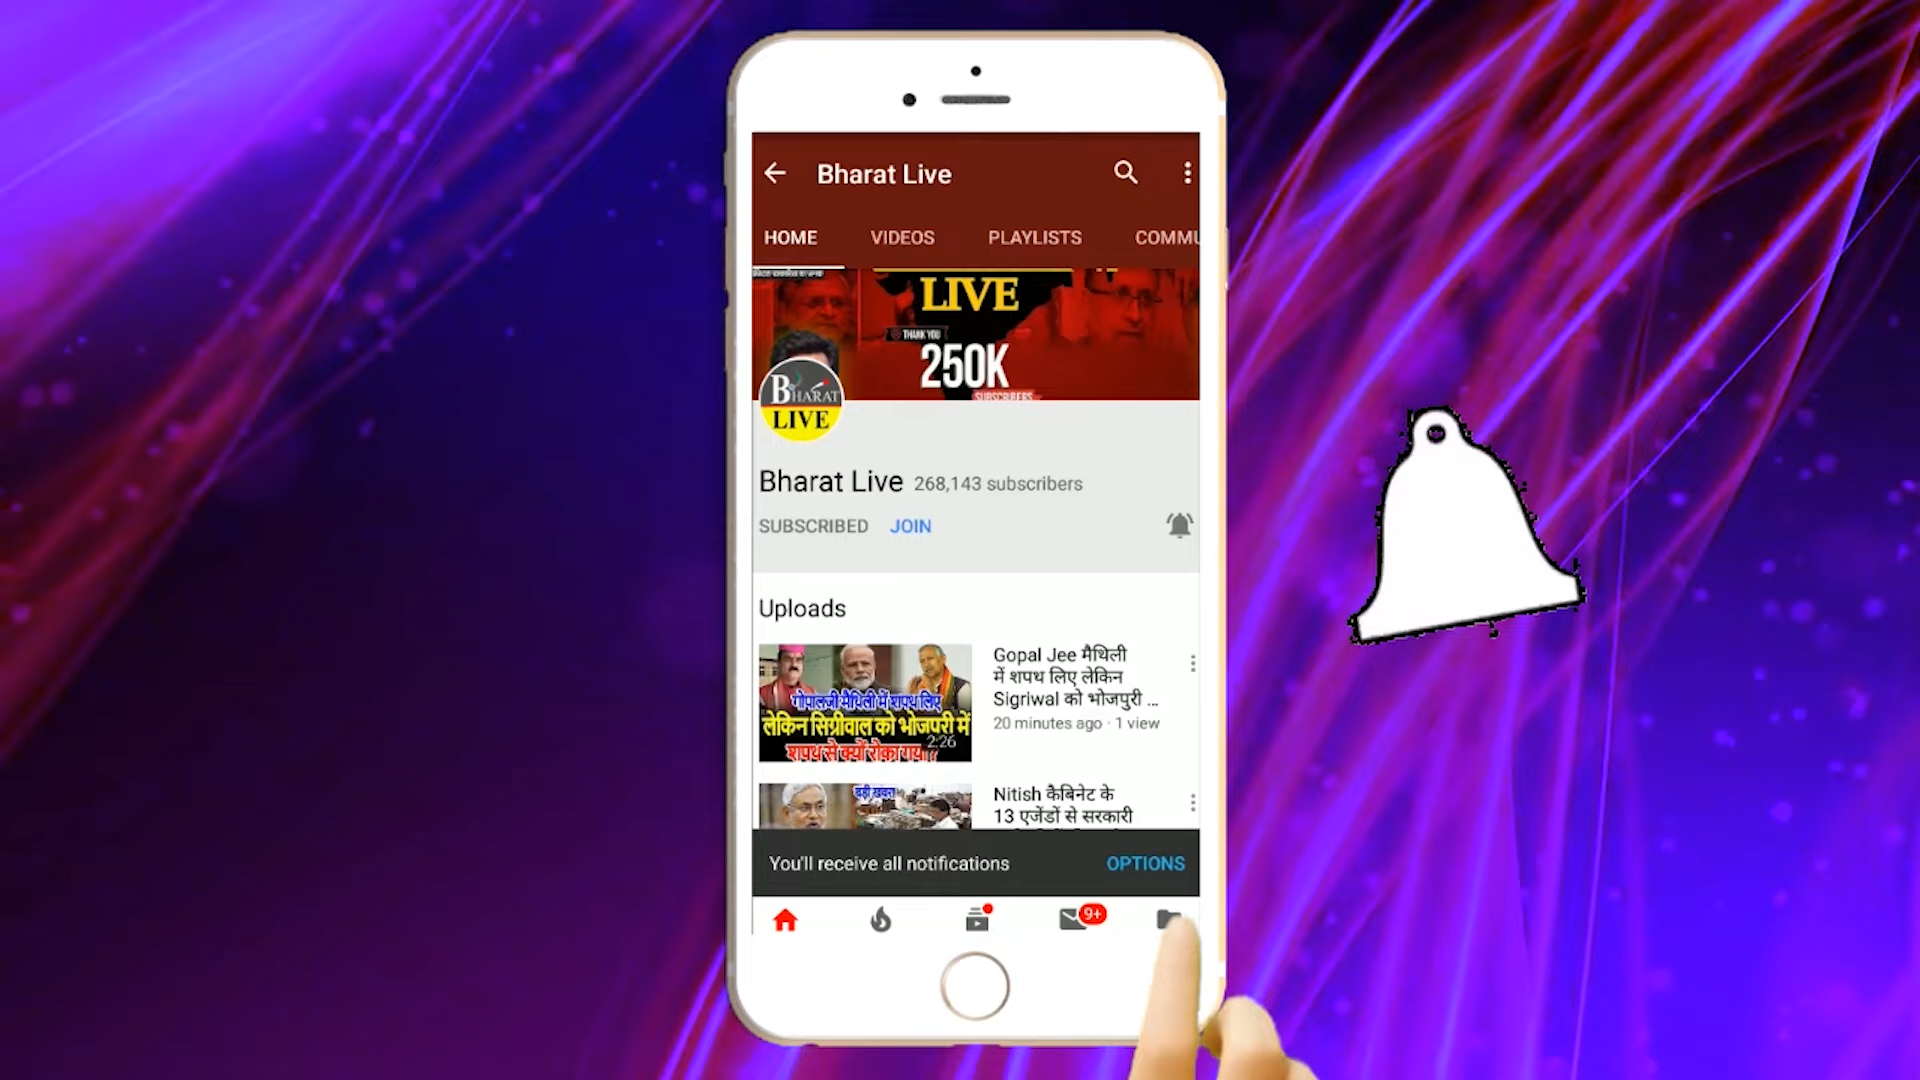 Bharat Live
HOME VIDEOS PLAYLISTS COMMU
LIVE
THANK YOU
250K
SUBSCRIBERS
BHARAT
LIVE
Bharat Live 268,143 subscribers
SUBSCRIBED JOIN
Uploads
गोपालजी मैथिली में शपथ लिए
लेकिन सिग्रीवाल को भोजपुरी में
शपथ से क्यों रोका गया
2:26
Gopal Jee मैथिली
में शपथ लिए लेकिन
Sigriwal को भोजपुरी ...
20 minutes ago · 1 view
बड़ी खबर
Nitish कैबिनेट के
13 एजेंडों से सरकारी
You'll receive all notifications OPTIONS
9+